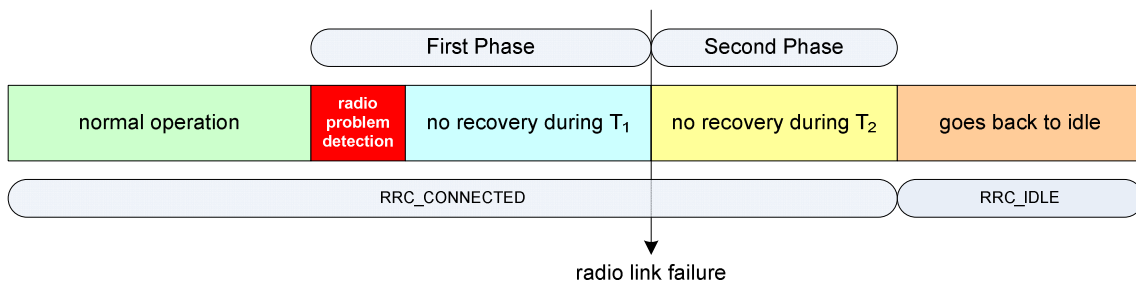 First Phase
Second Phase
normal operation
radio
problem
detection
no recovery during T₁
no recovery during T₂
goes back to idle
RRC_CONNECTED
RRC_IDLE
radio link failure